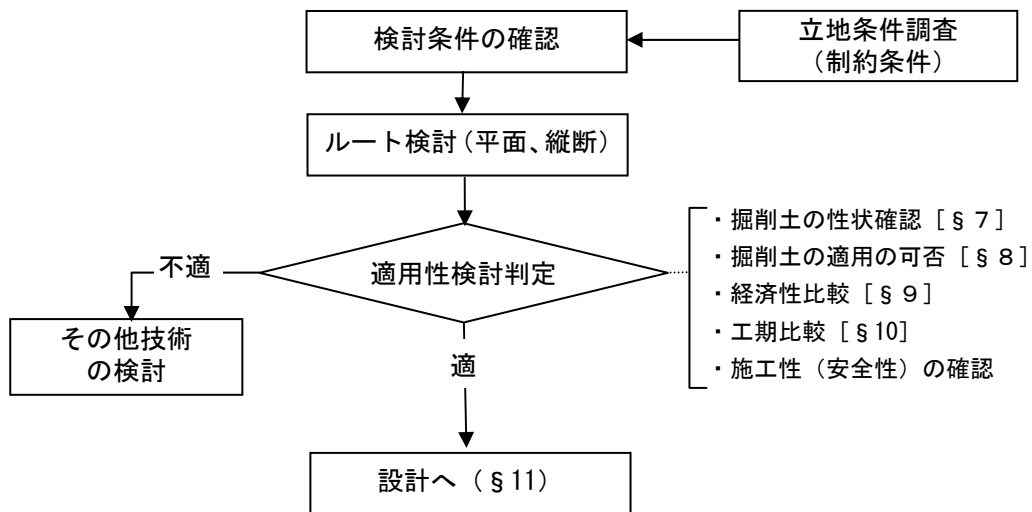 検討条件の確認
立地条件調査
（制約条件）
ルート検討（平面、縦断）
適用性検討判定
・掘削土の性状確認［§７］
・掘削土の適用の可否［§８］
・経済性比較［§９］
・工期比較［§10］
・施工性（安全性）の確認
不適
その他技術
の検討
適
設計へ（§11）